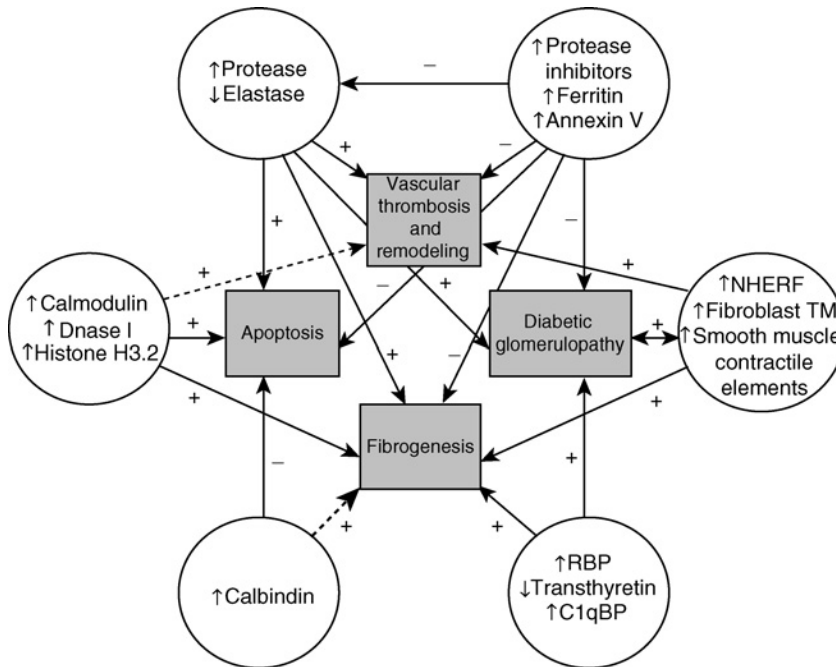 ↑Protease
↓Elastase
↑Protease
inhibitors
↑Ferritin
↑Annexin V
−
+
−
Vascular
thrombosis
and
remodeling
+
−
+
+
↑Calmodulin
↑Dnase I
↑Histone H3.2
+
−
+
Apoptosis
Diabetic
glomerulopathy
+
↑NHERF
↑Fibroblast TM
↑Smooth muscle
contractile
elements
+
−
+
+
Fibrogenesis
−
+
+
+
↑Calbindin
↑RBP
↓Transthyretin
↑C1qBP